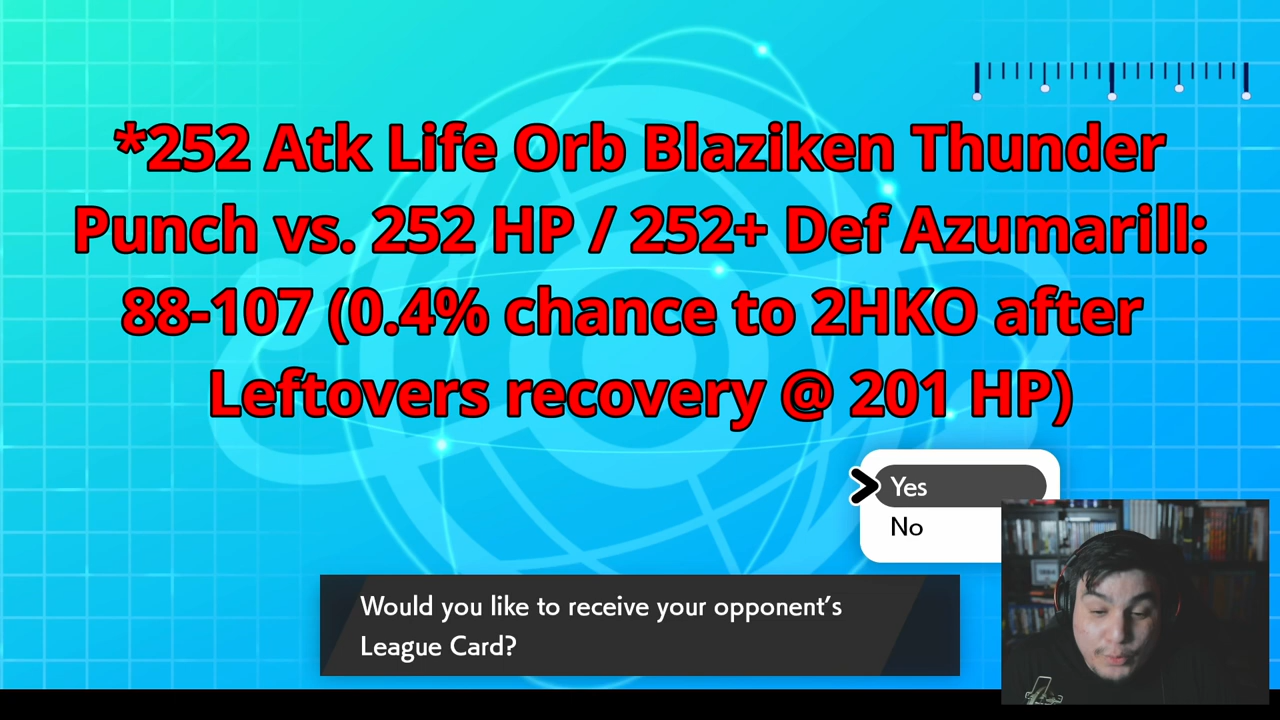 *252 Atk Life Orb Blaziken Thunder
Punch vs. 252 HP / 252+ Def Azumarill:
88-107 (0.4% chance to 2HKO after
Leftovers recovery @ 201 HP)
Yes
No
Would you like to receive your opponent's
League Card?